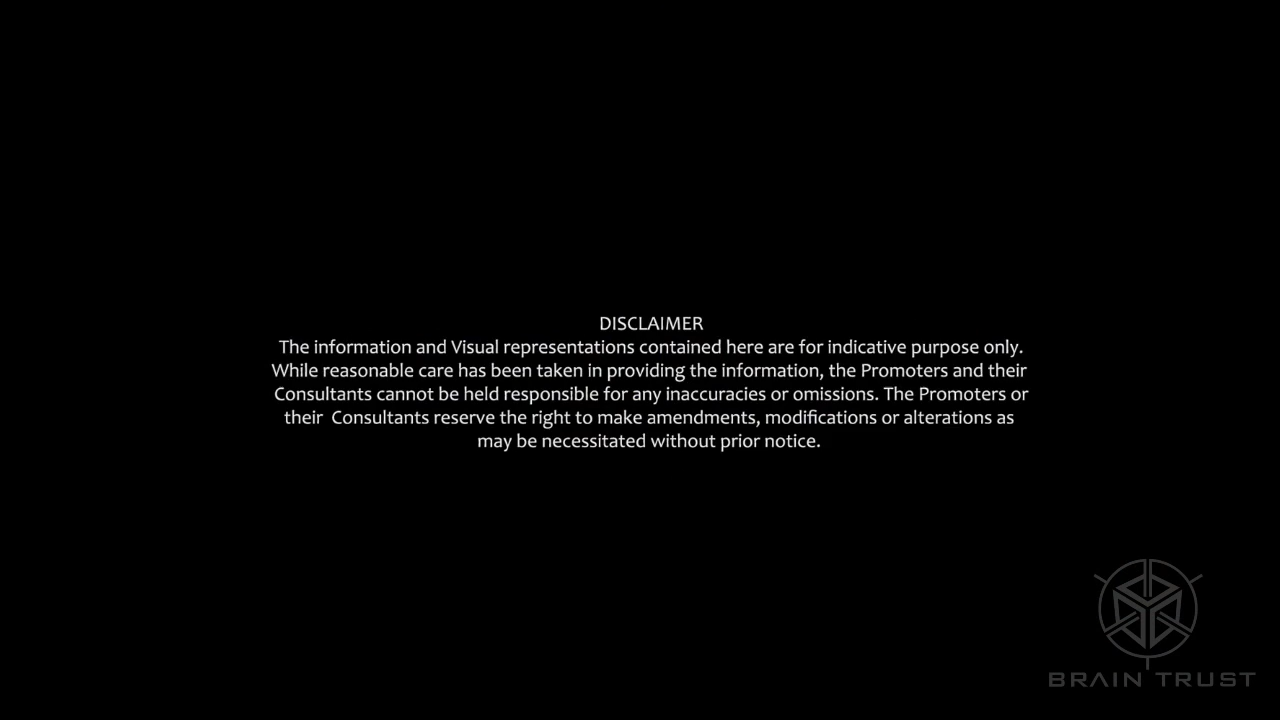 DISCLAIMER
The information and Visual representations contained here are for indicative purpose only.
While reasonable care has been taken in providing the information, the Promoters and their
Consultants cannot be held responsible for any inaccuracies or omissions. The Promoters or
their Consultants reserve the right to make amendments, modifications or alterations as
may be necessitated without prior notice.
BRAIN TRUST